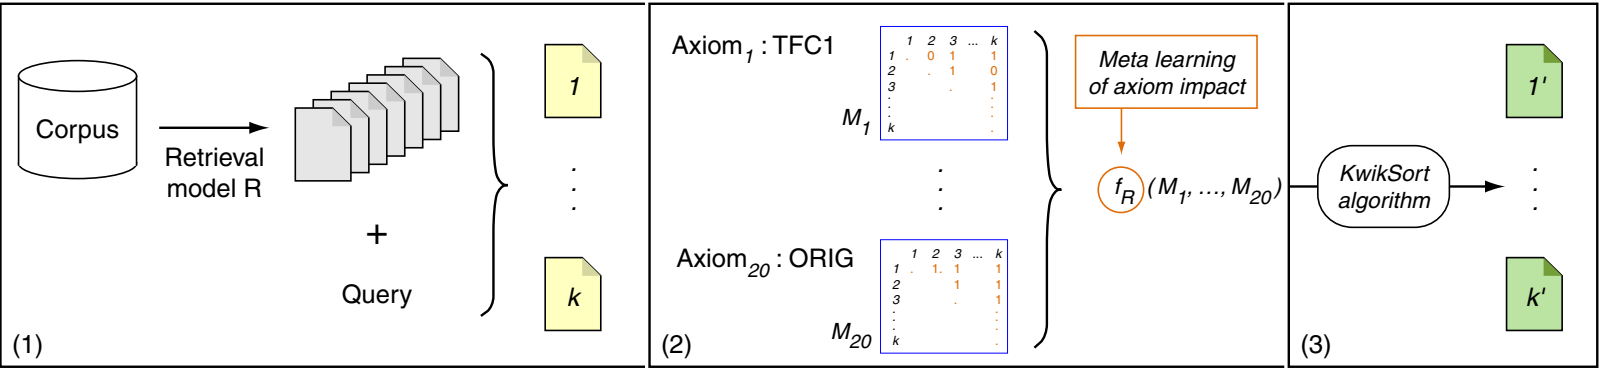 Corpus
Retrieval
model R
+
Query
1
.
.
.
k
(1)
Axiom1 : TFC1
M1
1 2 3 ... k
1 . 0 1 1
2 . 1 0
3 . 1
. .
. .
. .
k .
.
.
.
Axiom20 : ORIG
M20
1 2 3 ... k
1 . 1. 1 1
2 1 1
3 . 1
. .
. .
. .
k .
Meta learning
of axiom impact
fR (M1, ..., M20)
(2)
KwikSort
algorithm
1'
.
.
.
k'
(3)